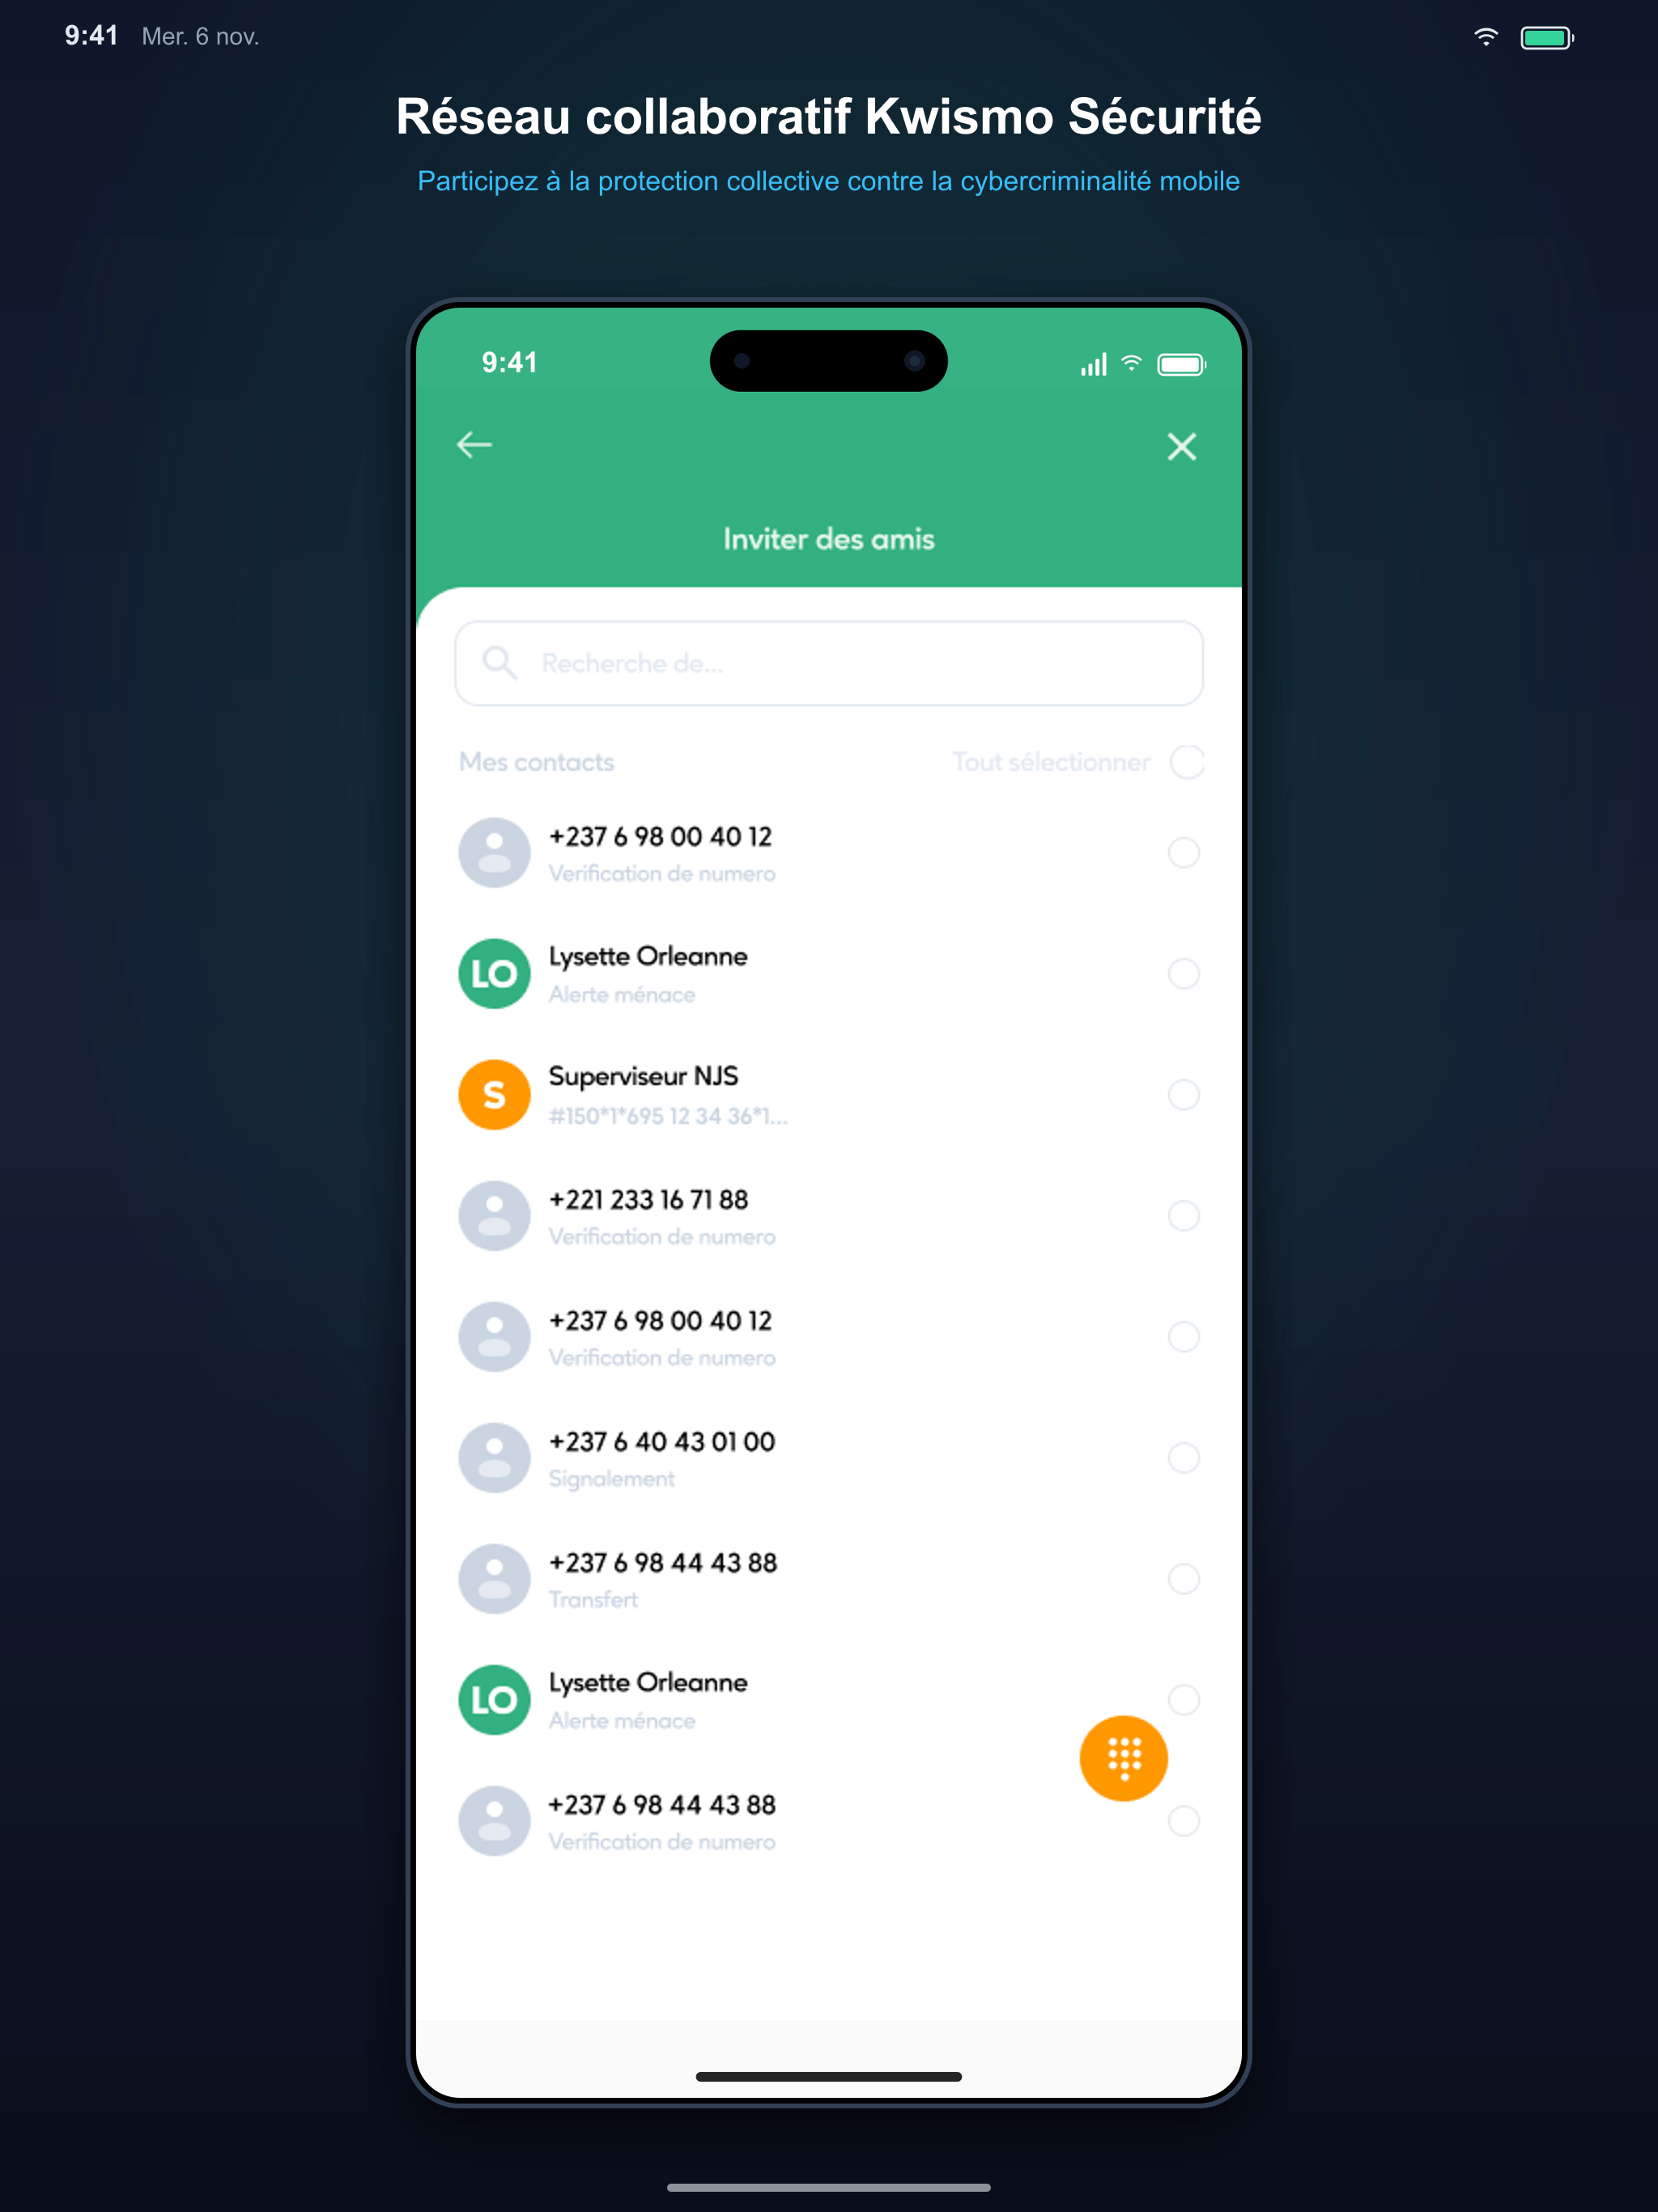 9:41 Mer. 6 nov.
Réseau collaboratif Kwismo Sécurité
Participez à la protection collective contre la cybercriminalité mobile
9:41
Inviter des amis
Recherche de...
Mes contacts Tout sélectionner
+237 6 98 00 40 12
Verification de numero
LO
Lysette Orleanne
Alerte ménace
S
Superviseur NJS
#150*1*695 12 34 36*1...
+221 233 16 71 88
Verification de numero
+237 6 98 00 40 12
Verification de numero
+237 6 40 43 01 00
Signalement
+237 6 98 44 43 88
Transfert
LO
Lysette Orleanne
Alerte ménace
+237 6 98 44 43 88
Verification de numero